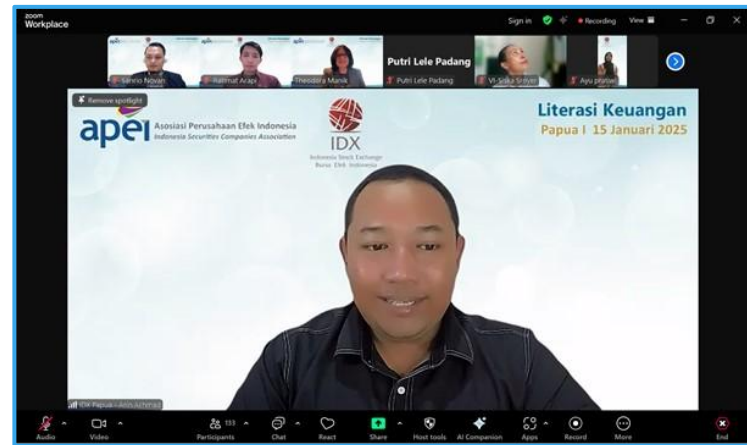 zoom
Workplace
Sign in
Recording
View
Sanrio Novan
Rahmat Arapi
Theodora Manik
Putri Lele Padang
Putri Lele Padang
Ayu pratiwi
Remove spotlight
apei
Asosiasi Perusahaan Efek Indonesia
Indonesia Securities Companies Association
IDX
Indonesia Stock Exchange
Bursa Efek Indonesia
Literasi Keuangan
Papua I 15 Januari 2025
Audio
Video
133
Participants
Chat
React
Share
Host tools
AI Companion
Apps
Record
More
End